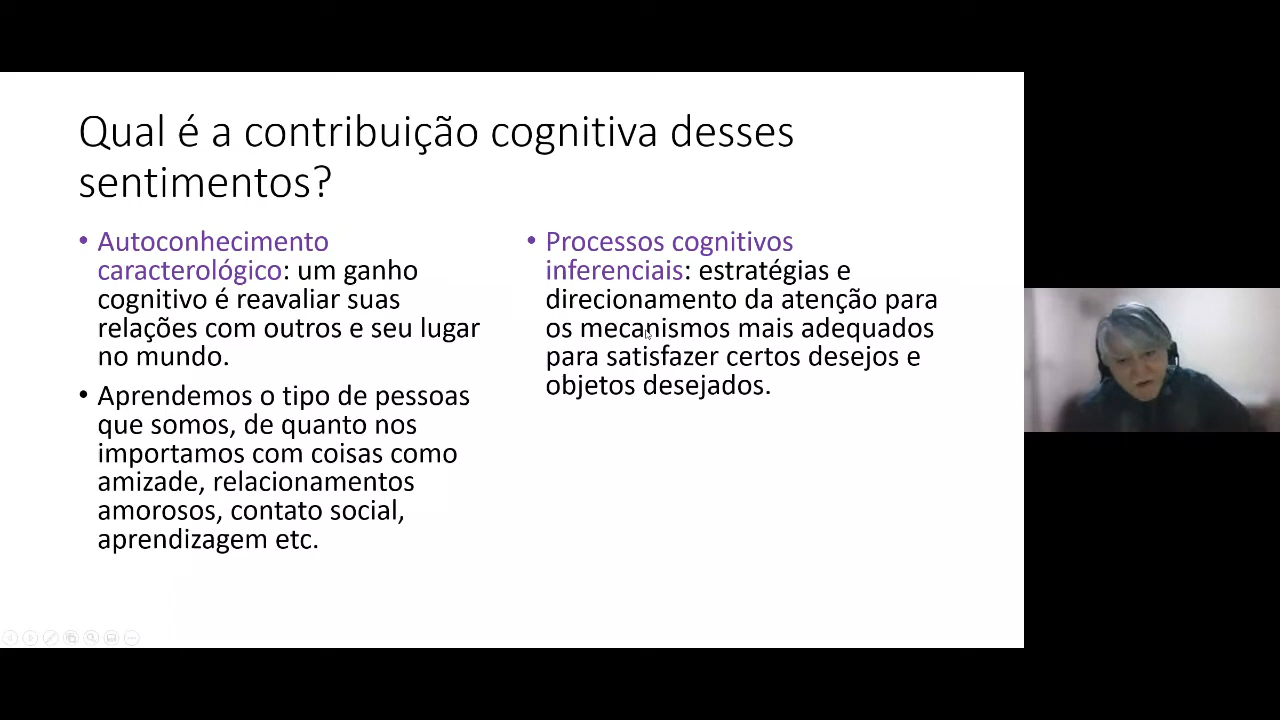 Qual é a contribuição cognitiva desses
sentimentos?
• Autoconhecimento
caracterológico: um ganho
cognitivo é reavaliar suas
relações com outros e seu lugar
no mundo.
• Aprendemos o tipo de pessoas
que somos, de quanto nos
importamos com coisas como
amizade, relacionamentos
amorosos, contato social,
aprendizagem etc.
• Processos cognitivos
inferenciais: estratégias e
direcionamento da atenção para
os mecanismos mais adequados
para satisfazer certos desejos e
objetos desejados.